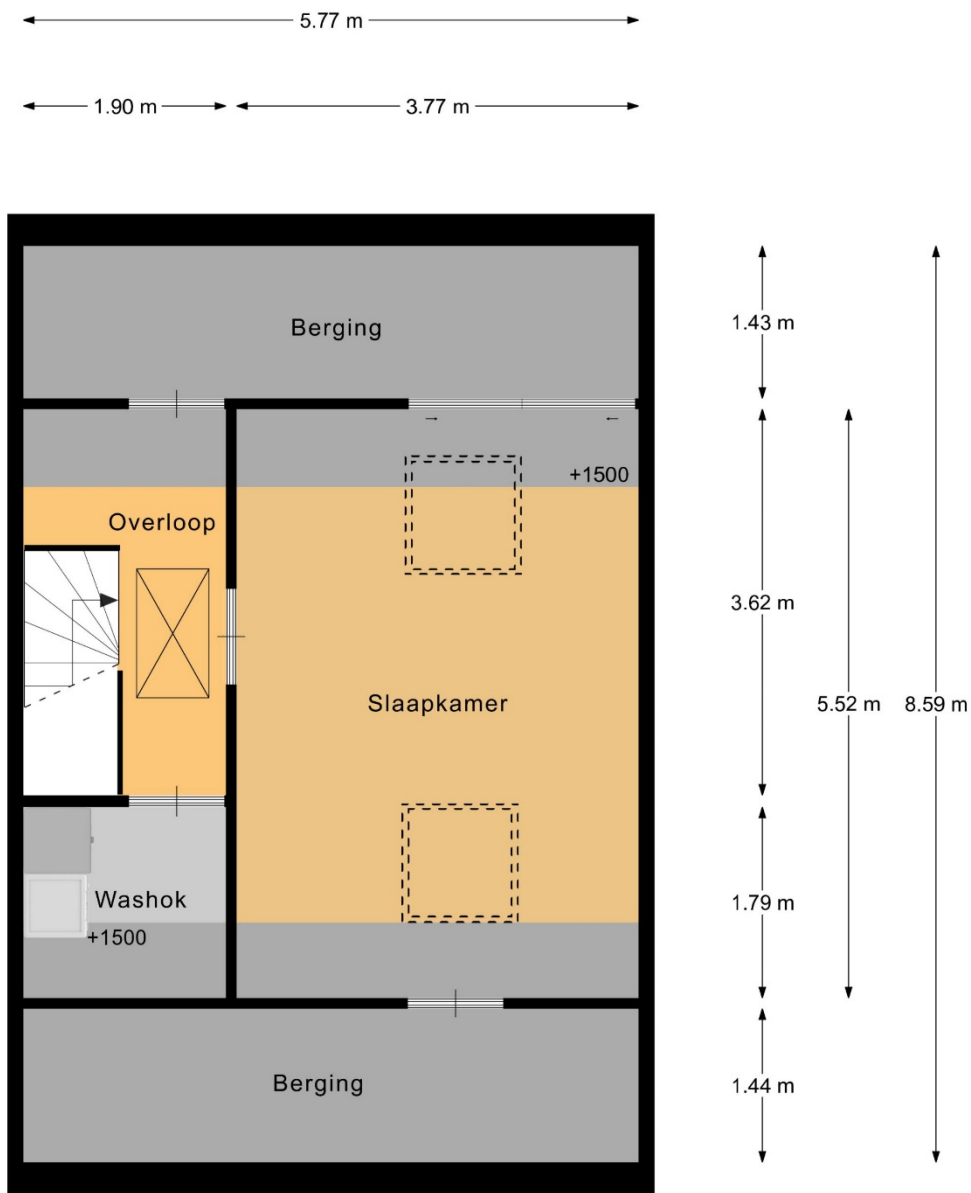 5.77 m
1.90 m
3.77 m
Berging
1.43 m
+1500
Overloop
3.62 m
Slaapkamer
5.52 m
8.59 m
Washok
+1500
1.79 m
Berging
1.44 m